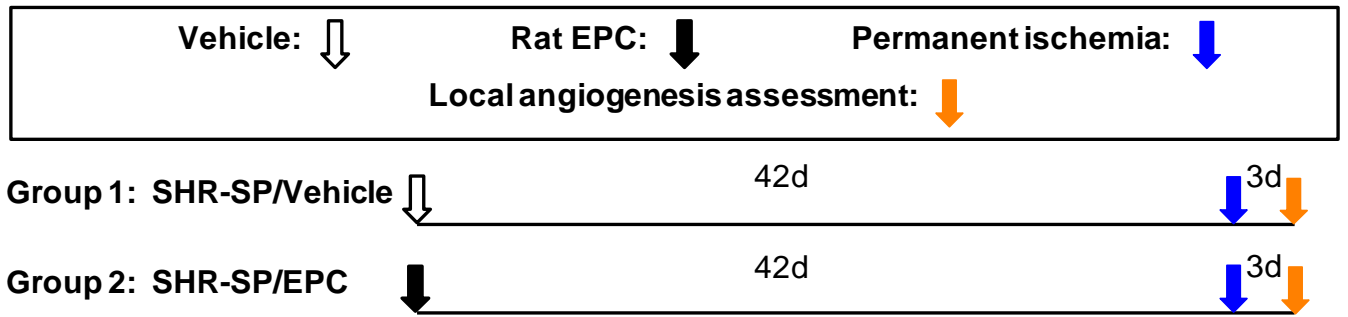 Vehicle: Rat EPC: Permanent ischemia:
Local angiogenesis assessment:
42d
Group 1: SHR-SP/Vehicle 3d
42d
Group 2: SHR-SP/EPC 3d